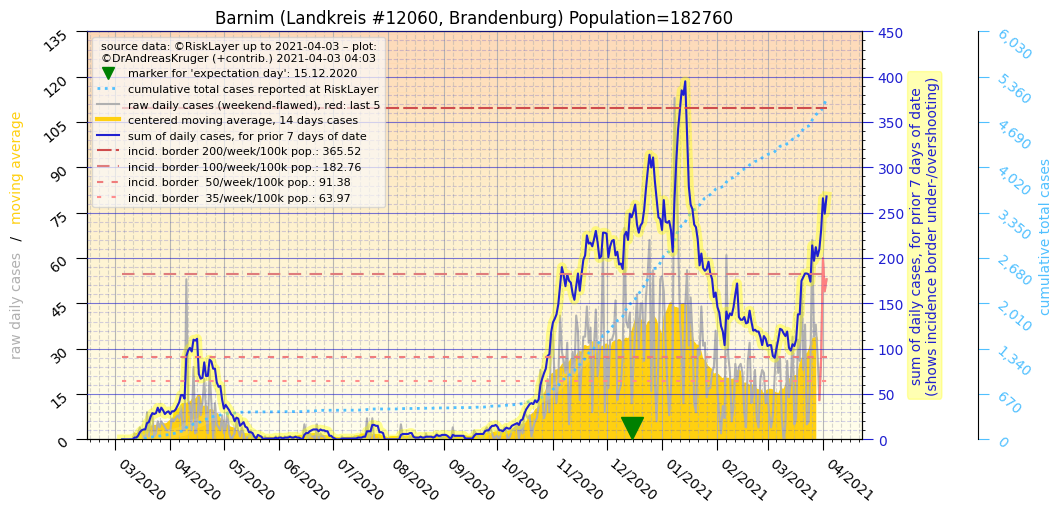 Barnim (Landkreis #12060, Brandenburg) Population=182760
source data: ©RiskLayer up to 2021-04-03 – plot:
©DrAndreasKruger (+contrib.) 2021-04-03 04:03
marker for 'expectation day': 15.12.2020
cumulative total cases reported at RiskLayer
raw daily cases (weekend-flawed), red: last 5
centered moving average, 14 days cases
sum of daily cases, for prior 7 days of date
incid. border 200/week/100k pop.: 365.52
incid. border 100/week/100k pop.: 182.76
incid. border  50/week/100k pop.: 91.38
incid. border  35/week/100k pop.: 63.97
raw daily cases / moving average
135
120
105
90
75
60
45
30
15
0
03/2020
04/2020
05/2020
06/2020
07/2020
08/2020
09/2020
10/2020
11/2020
12/2020
01/2021
02/2021
03/2021
04/2021
450
400
350
300
250
200
150
100
50
0
sum of daily cases, for prior 7 days of date
(shows incidence border under-/overshooting)
6,030
5,360
4,690
4,020
3,350
2,680
2,010
1,340
670
0
cumulative total cases